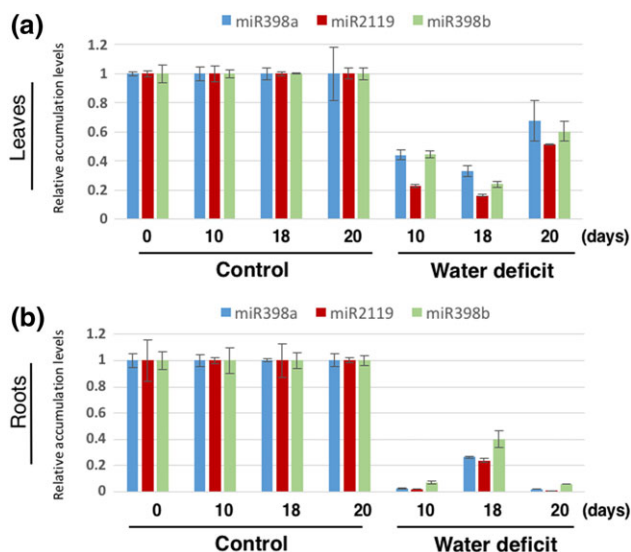 (a)
miR398a miR2119 miR398b
Leaves
Relative accumulation levels
1.2
1
0.8
0.6
0.4
0.2
0
0 10 18 20 10 18 20 (days)
Control Water deficit
(b)
miR398a miR2119 miR398b
Roots
Relative accumulation levels
1.2
1
0.8
0.6
0.4
0.2
0
0 10 18 20 10 18 20 (days)
Control Water deficit